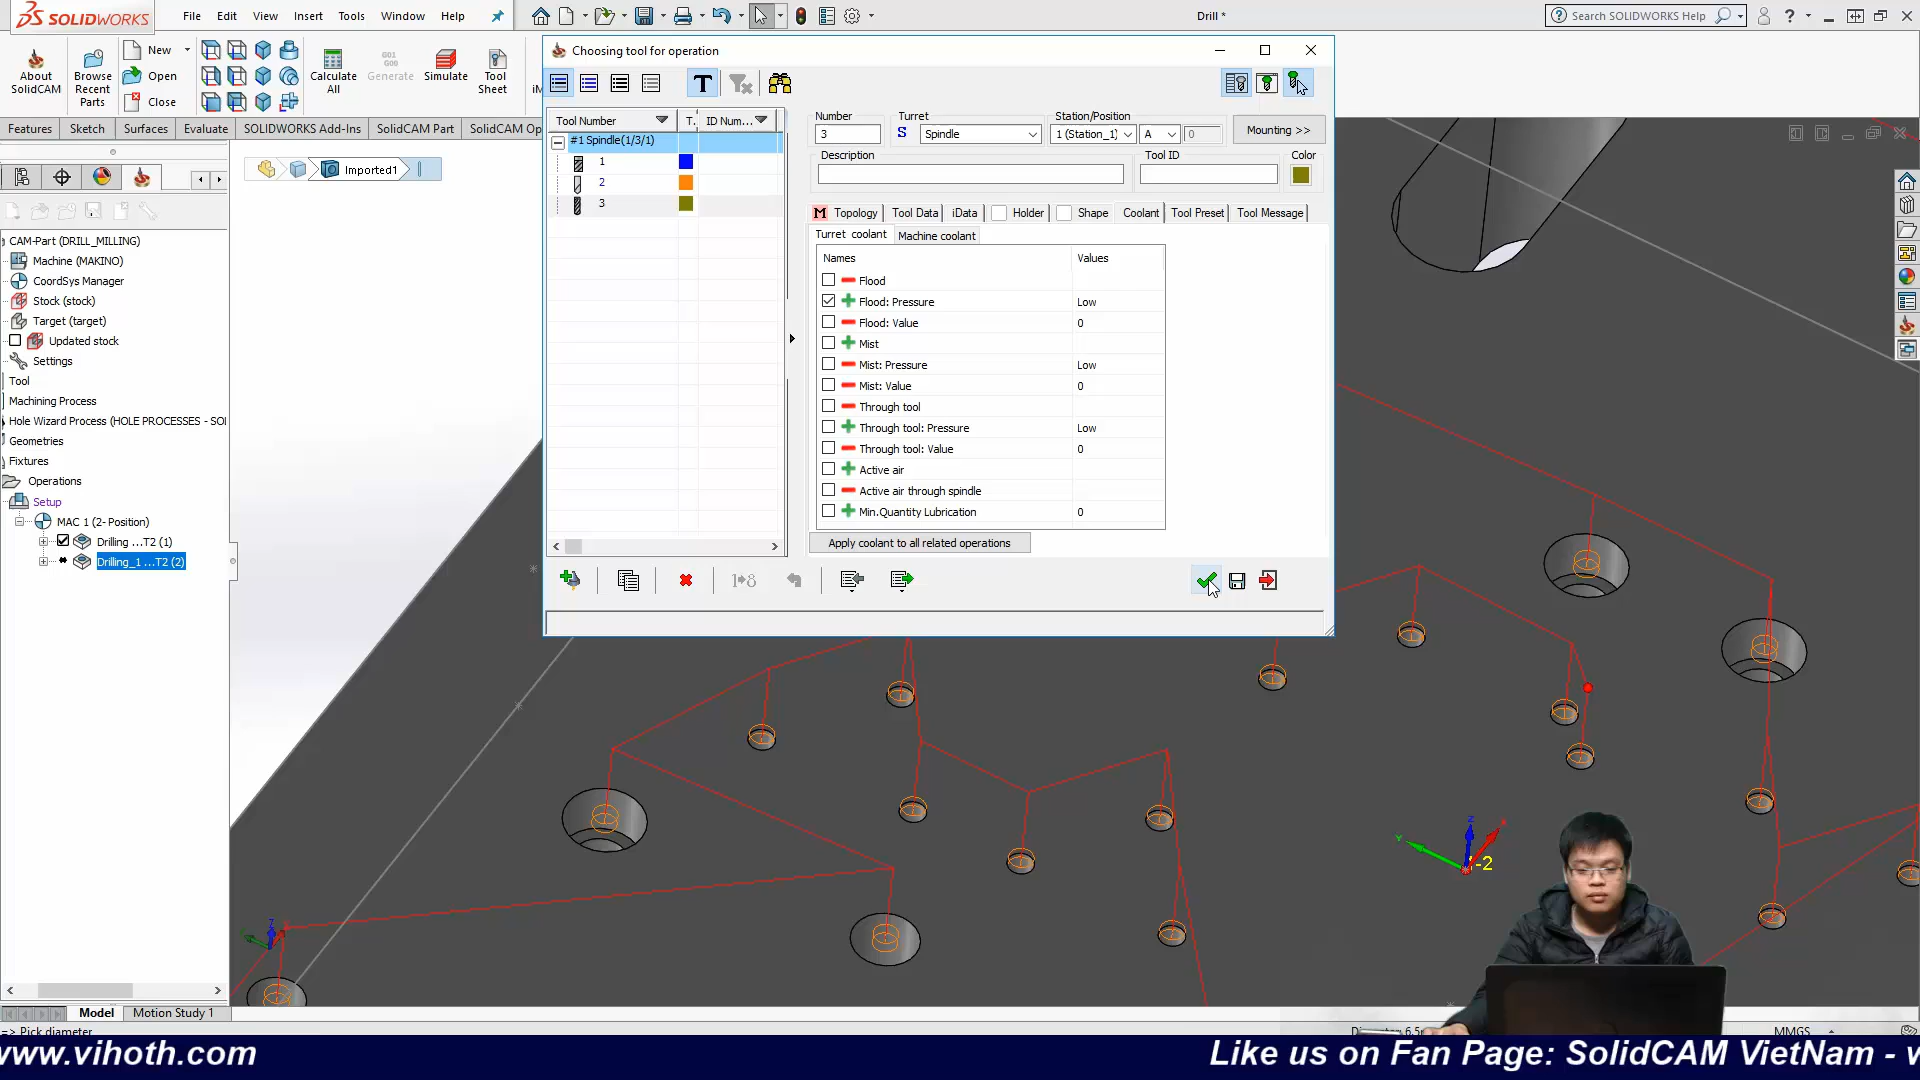 SOLIDWORKS
File Edit View Insert Tools Window Help
Drill *
Search SOLIDWORKS Help
About SolidCAM
Browse Recent Parts
New
Open
Close
Calculate All
G01 G00
Generate
Simulate
Tool Sheet
Features Sketch Surfaces Evaluate SOLIDWORKS Add-Ins SolidCAM Part SolidCAM Op
Imported1
CAM-Part (DRILL_MILLING)
Machine (MAKINO)
CoordSys Manager
Stock (stock)
Target (target)
Updated stock
Settings
Tool
Machining Process
Hole Wizard Process (HOLE PROCESSES - SOI
Geometries
Fixtures
Operations
Setup
MAC 1 (2- Position)
Drilling ...T2 (1)
Drilling_1 ...T2 (2)
Choosing tool for operation
Tool Number T. ID Num...
#1 Spindle(1/3/1)
1
2
3
Number Turret Station/Position
3 S Spindle 1 (Station_1) A 0 Mounting >>
Description Tool ID Color
M Topology Tool Data iData Holder Shape Coolant Tool Preset Tool Message
Turret coolant Machine coolant
Names Values
Flood
Flood: Pressure Low
Flood: Value 0
Mist
Mist: Pressure Low
Mist: Value 0
Through tool
Through tool: Pressure Low
Through tool: Value 0
Active air
Active air through spindle
Min.Quantity Lubrication 0
Apply coolant to all related operations
Z
Y
-2
Model Motion Study 1
=> Pick diameter
MMGS
www.vihoth.com
Like us on Fan Page: SolidCAM VietNam - w